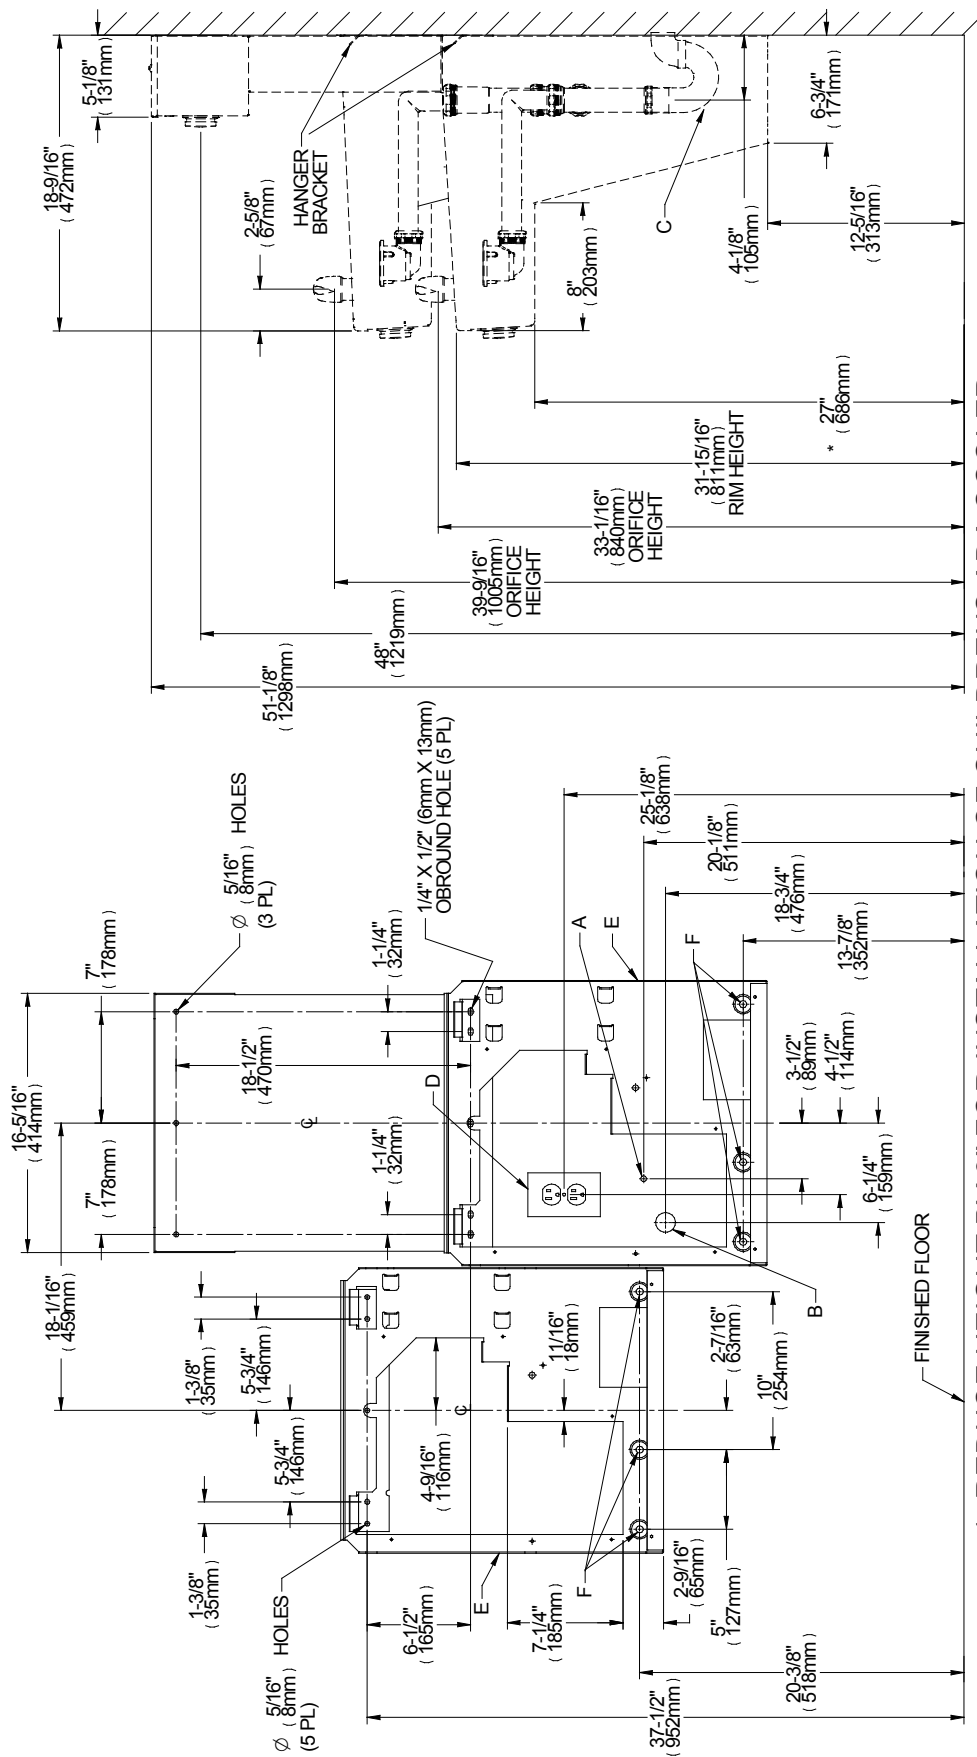 18-1/16"
( 459mm )
16-5/16"
( 414mm )
7"
( 178mm )
7"
( 178mm )
Ø 5/16" HOLES
( 8mm )
(3 PL)
1-3/8"
( 35mm )
5-3/4"
( 146mm )
5-3/4"
( 146mm )
1-3/8"
( 35mm )
Ø 5/16" HOLES
( 8mm )
(5 PL)
18-1/2"
( 470mm )
℄
1-1/4"
( 32mm )
1-1/4"
( 32mm )
1/4" X 1/2" (6mm X 13mm)
OBROUND HOLE (5 PL)
D
6-1/2"
( 165mm )
4-9/16"
( 116mm )
℄
E
7-1/4"
( 185mm )
11/16"
( 18mm )
A
E
F
F
2-9/16"
( 65mm )
5"
( 127mm )
10"
( 254mm )
2-7/16"
( 63mm )
B
37-1/2"
( 952mm )
20-3/8"
( 518mm )
6-1/4"
( 159mm )
3-1/2"
( 89mm )
4-1/2"
( 114mm )
25-1/8"
( 638mm )
20-1/8"
( 511mm )
18-3/4"
( 476mm )
13-7/8"
( 352mm )
FINISHED FLOOR
18-9/16"
( 472mm )
5-1/8"
131mm )
2-5/8"
( 67mm )
HANGER
BRACKET
51-1/8"
( 1298mm )
48"
( 1219mm )
39-9/16"
( 1005mm )
ORIFICE
HEIGHT
33-1/16"
( 840mm )
ORIFICE
HEIGHT
31-15/16"
( 811mm )
RIM HEIGHT
* 27"
( 686mm )
8"
( 203mm )
C
4-1/8"
105mm )
6-3/4"
( 171mm )
12-5/16"
( 313mm )